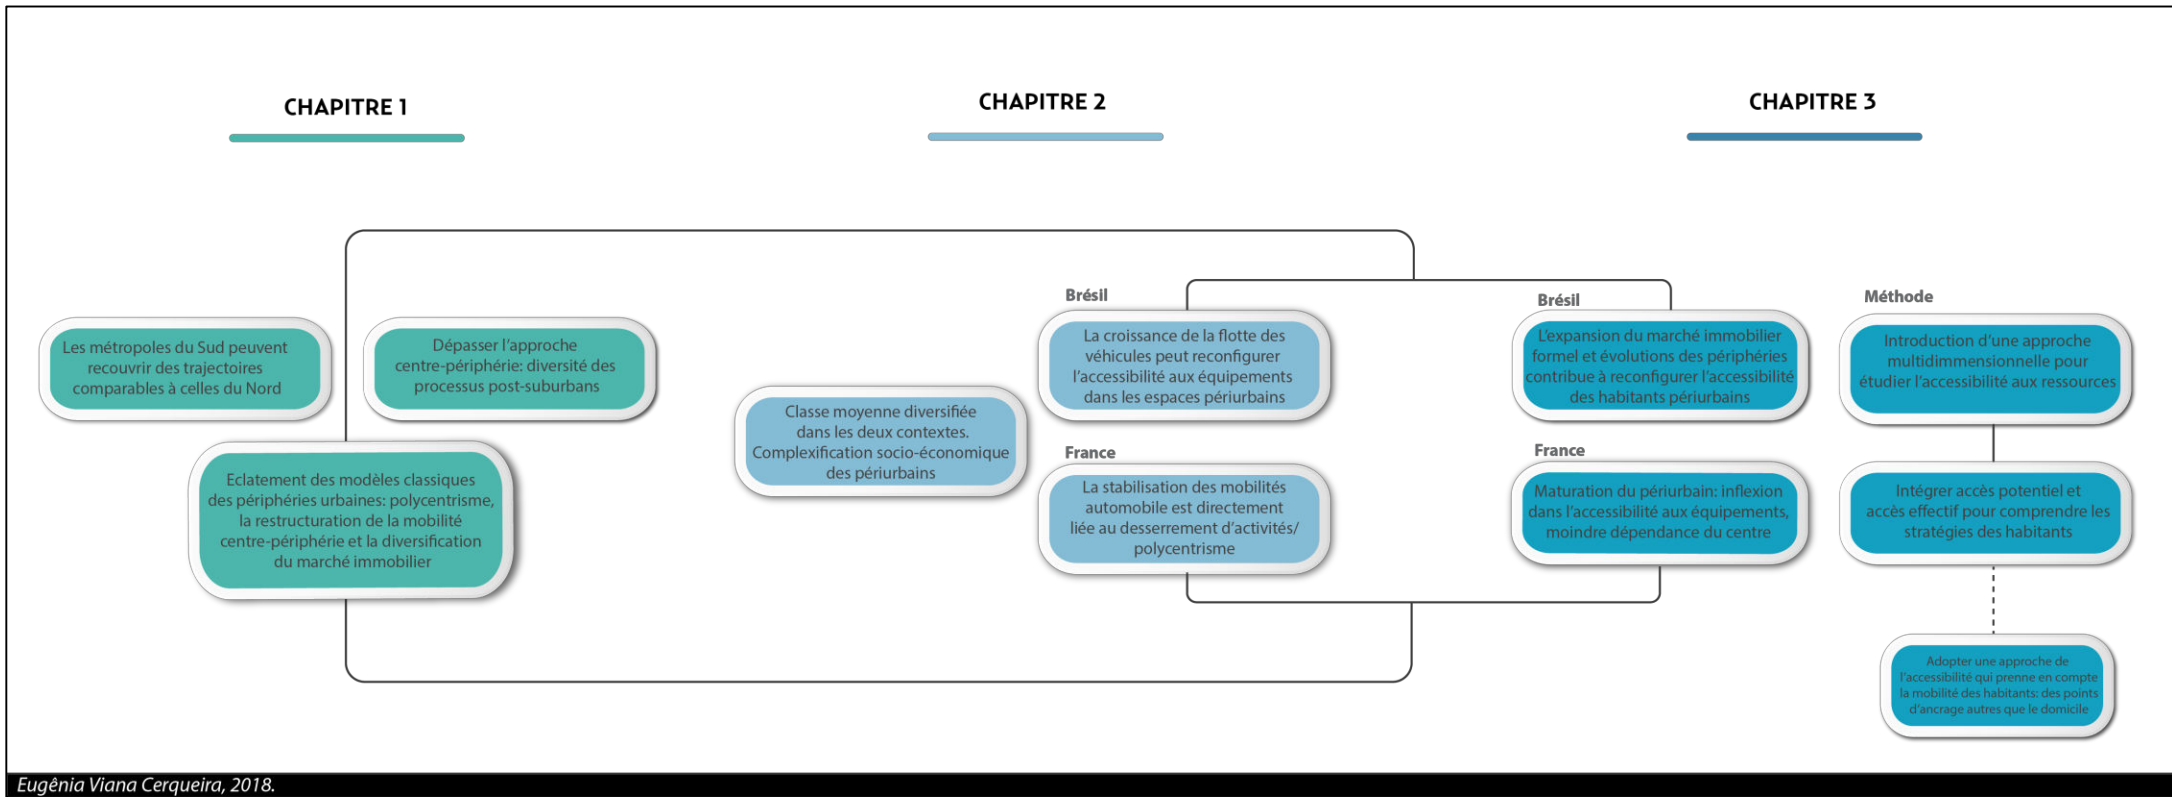 CHAPITRE 1
Les métropoles du Sud peuvent
recouvrir des trajectoires
comparables à celles du Nord
Dépasser l'approche
centre-périphérie: diversité des
processus post-suburbans
Eclatement des modèles classiques
des périphéries urbaines: polycentrisme,
la restructuration de la mobilité
centre-périphérie et la diversification
du marché immobilier
CHAPITRE 2
Classe moyenne diversifiée
dans les deux contextes.
Complexification socio-économique
des périurbains
Brésil
La croissance de la flotte des
véhicules peut reconfigurer
l'accessibilité aux équipements
dans les espaces périurbains
France
La stabilisation des mobilités
automobile est directement
liée au desserrement d'activités/
polycentrisme
CHAPITRE 3
Brésil
L'expansion du marché immobilier
formel et évolutions des périphéries
contribue à reconfigurer l'accessibilité
des habitants périurbains
France
Maturation du périurbain: inflexion
dans l'accessibilité aux équipements,
moindre dépendance du centre
Méthode
Introduction d'une approche
multidimmensionnelle pour
étudier l'accessibilité aux ressources
Intégrer accès potentiel et
accès effectif pour comprendre les
stratégies des habitants
Adopter une approche de
l'accessibilité qui prenne en compte
la mobilité des habitants: des points
d'ancrage autres que le domicile
Eugênia Viana Cerqueira, 2018.